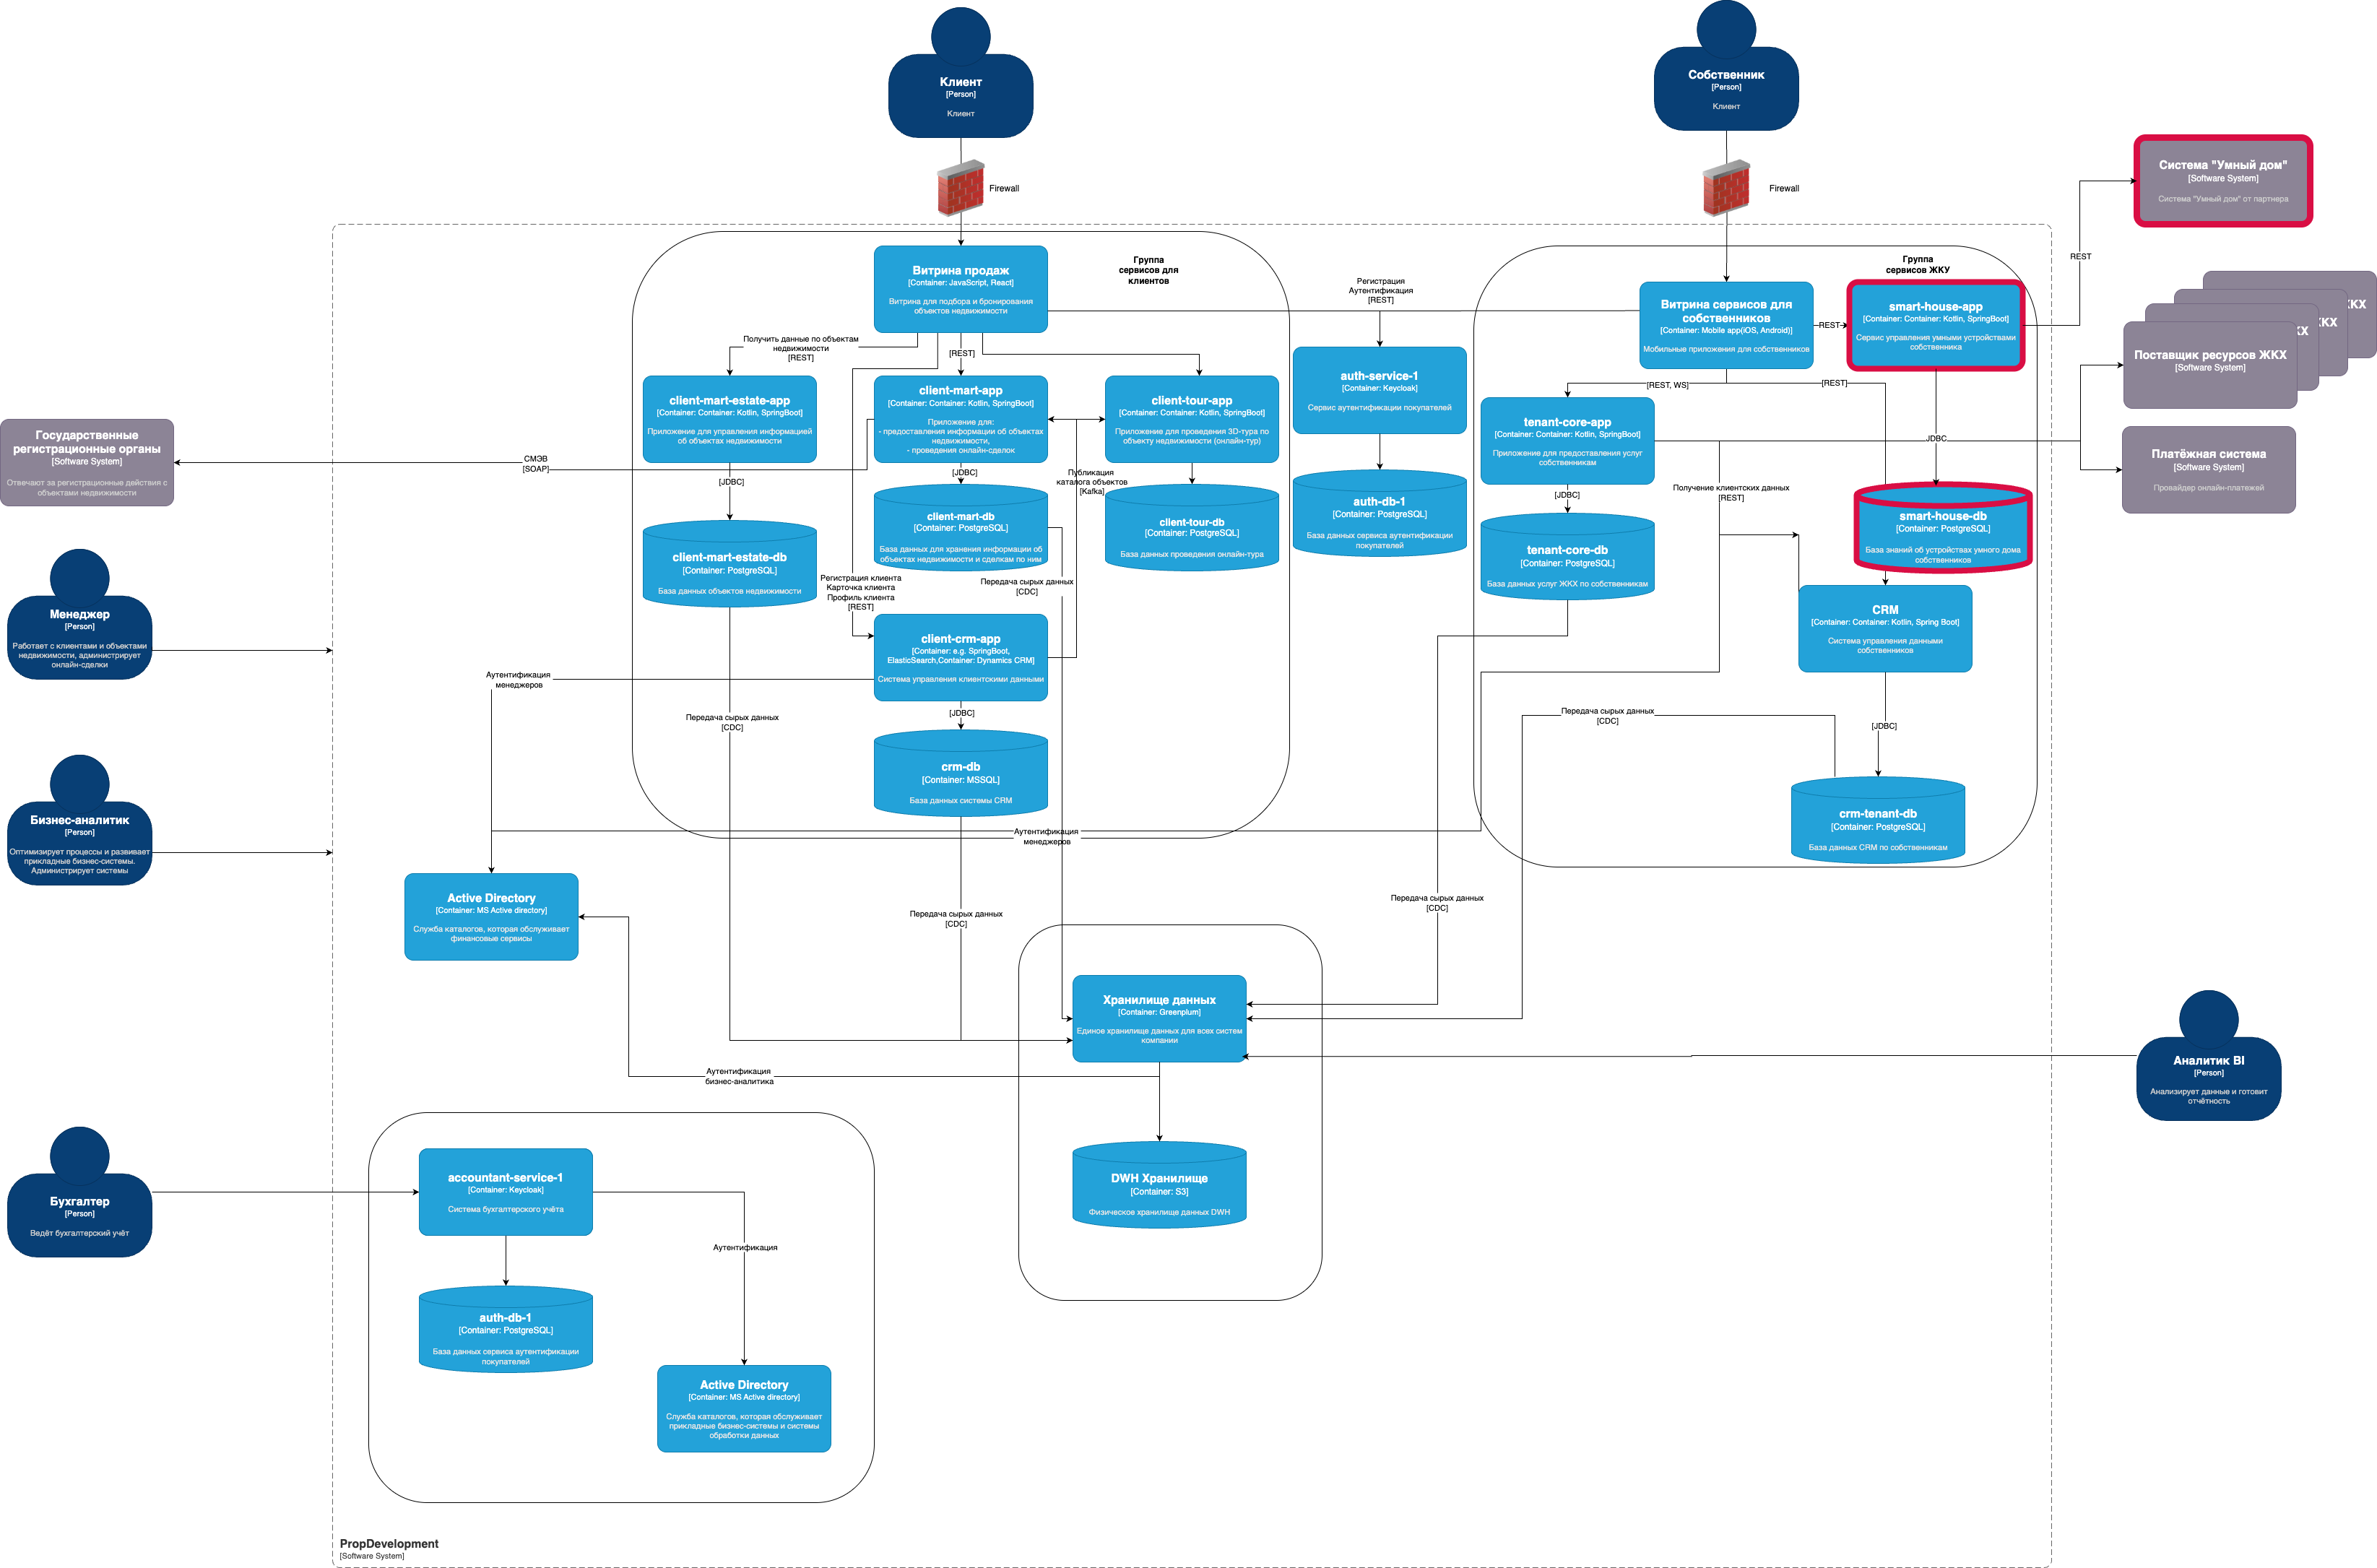 Клиент
[Person]
Клиент
Собственник
[Person]
Клиент
Firewall
Firewall
Система "Умный дом"
[Software System]
Система "Умный дом" от партнера
REST
Группа
сервисов для
клиентов
Витрина продаж
[Container: JavaScript, React]
Витрина для подбора и бронирования
объектов недвижимости
Регистрация
Аутентификация
[REST]
Группа
сервисов ЖКУ
Витрина сервисов для
собственников
[Container: Mobile app(iOS, Android)]
Мобильные приложения для собственников
REST
smart-house-app
[Container: Container: Kotlin, SpringBoot]
Сервис управления умными устройствами
собственника
ЖКХ
ЖКХ
ЖКХ
Поставщик ресурсов ЖКХ
[Software System]
Получить данные по объектам
недвижимости
[REST]
[REST]
client-mart-estate-app
[Container: Container: Kotlin, SpringBoot]
Приложение для управления информацией
об объектах недвижимости
client-mart-app
[Container: Container: Kotlin, SpringBoot]
Приложение для:
- предоставления информации об объектах
недвижимости,
- проведения онлайн-сделок
client-tour-app
[Container: Container: Kotlin, SpringBoot]
Приложение для проведения 3D-тура по
объекту недвижимости (онлайн-тур)
auth-service-1
[Container: Keycloak]
Сервис аутентификации покупателей
[REST, WS]
[REST]
tenant-core-app
[Container: Container: Kotlin, SpringBoot]
Приложение для предоставления услуг
собственникам
JDBC
Платёжная система
[Software System]
Провайдер онлайн-платежей
Государственные
регистрационные органы
[Software System]
Отвечают за регистрационные действия с
объектами недвижимости
СМЭВ
[SOAP]
[JDBC]
[JDBC]
Публикация
каталога объектов
[Kafka]
[JDBC]
Получение клиентских данных
[REST]
client-mart-estate-db
[Container: PostgreSQL]
База данных объектов недвижимости
client-mart-db
[Container: PostgreSQL]
База данных для хранения информации об
объектах недвижимости и сделкам по ним
client-tour-db
[Container: PostgreSQL]
База данных проведения онлайн-тура
auth-db-1
[Container: PostgreSQL]
База данных сервиса аутентификации
покупателей
tenant-core-db
[Container: PostgreSQL]
База данных услуг ЖКХ по собственникам
smart-house-db
[Container: PostgreSQL]
База знаний об устройствах умного дома
собственников
Менеджер
[Person]
Работает с клиентами и объектами
недвижимости, администрирует
онлайн-сделки
Регистрация клиента
Карточка клиента
Профиль клиента
[REST]
Передача сырых данных
[CDC]
client-crm-app
[Container: e.g. SpringBoot,
ElasticSearch,Container: Dynamics CRM]
Система управления клиентскими данными
CRM
[Container: Container: Kotlin, Spring Boot]
Система управления данными
собственников
Аутентификация
менеджеров
Передача сырых данных
[CDC]
[JDBC]
Передача сырых данных
[CDC]
[JDBC]
crm-db
[Container: MSSQL]
База данных системы CRM
crm-tenant-db
[Container: PostgreSQL]
База данных CRM по собственникам
Бизнес-аналитик
[Person]
Оптимизирует процессы и развивает
прикладные бизнес-системы.
Администрирует системы
Аутентификация
менеджеров
Active Directory
[Container: MS Active directory]
Служба каталогов, которая обслуживает
финансовые сервисы
Передача сырых данных
[CDC]
Передача сырых данных
[CDC]
Хранилище данных
[Container: Greenplum]
Единое хранилище данных для всех систем
компании
Аутентификация
бизнес-аналитика
Аналитик BI
[Person]
Анализирует данные и готовит
отчётность
DWH Хранилище
[Container: S3]
Физическое хранилище данных DWH
Бухгалтер
[Person]
Ведёт бухгалтерский учёт
accountant-service-1
[Container: Keycloak]
Система бухгалтерского учёта
Аутентификация
auth-db-1
[Container: PostgreSQL]
База данных сервиса аутентификации
покупателей
Active Directory
[Container: MS Active directory]
Служба каталогов, которая обслуживает
прикладные бизнес-системы и системы
обработки данных
PropDevelopment
[Software System]